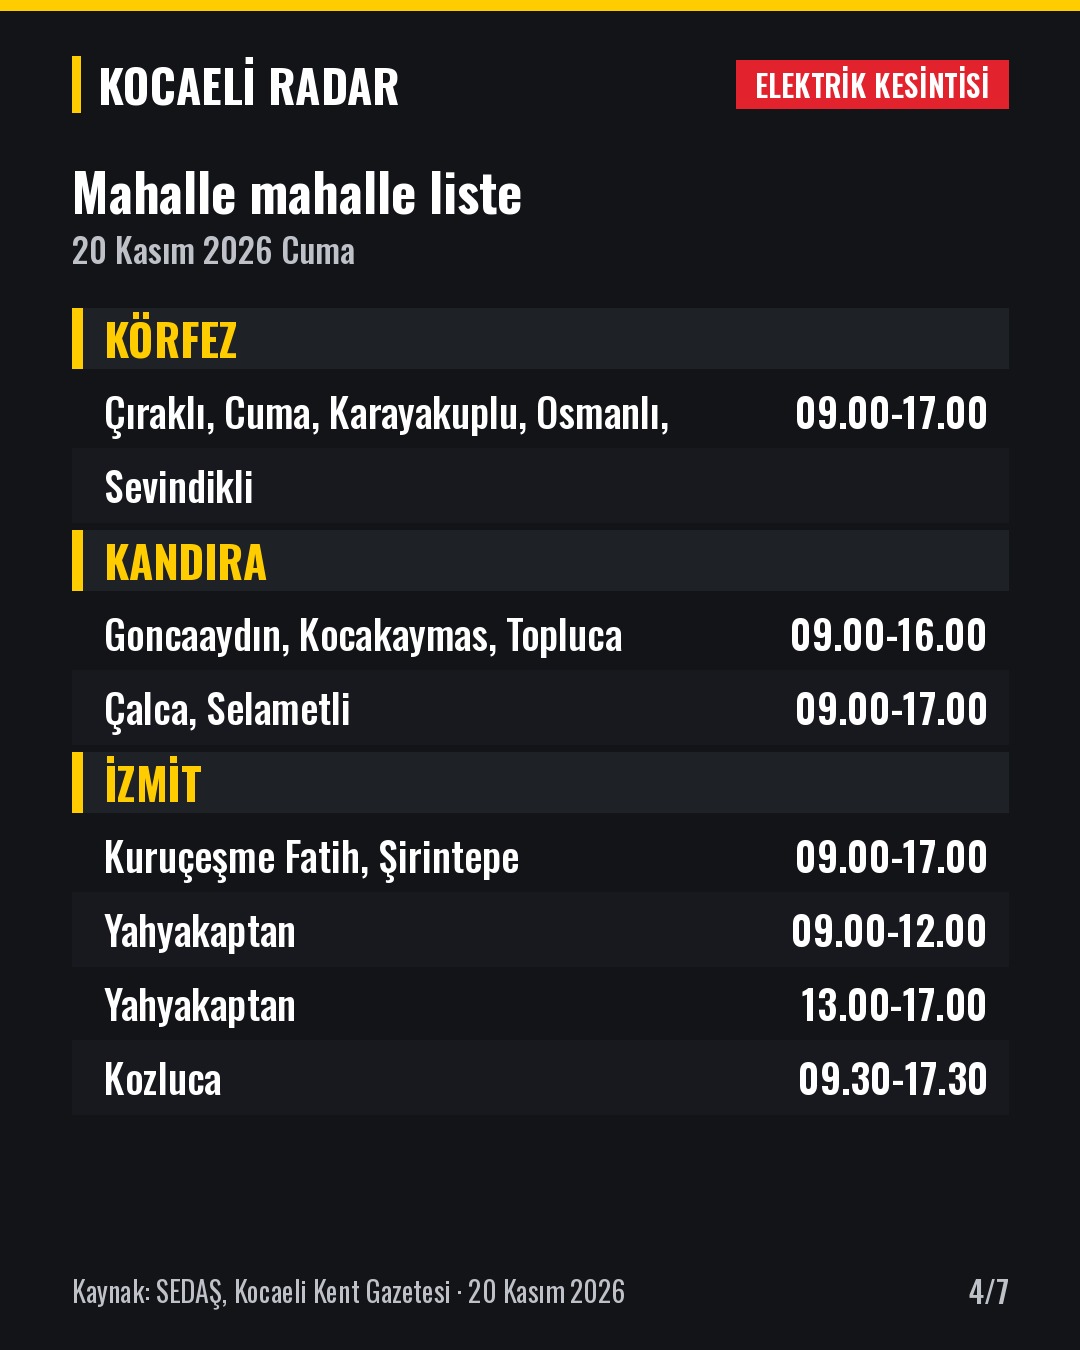 KOCAELİ RADAR
ELEKTRİK KESİNTİSİ
Mahalle mahalle liste
20 Kasım 2026 Cuma
KÖRFEZ
Çıraklı, Cuma, Karayakuplu, Osmanlı, 09.00-17.00
Sevindikli
KANDIRA
Goncaaydın, Kocakaymas, Topluca 09.00-16.00
Çalca, Selametli 09.00-17.00
İZMİT
Kuruçeşme Fatih, Şirintepe 09.00-17.00
Yahyakaptan 09.00-12.00
Yahyakaptan 13.00-17.00
Kozluca 09.30-17.30
Kaynak: SEDAŞ, Kocaeli Kent Gazetesi · 20 Kasım 2026 4/7